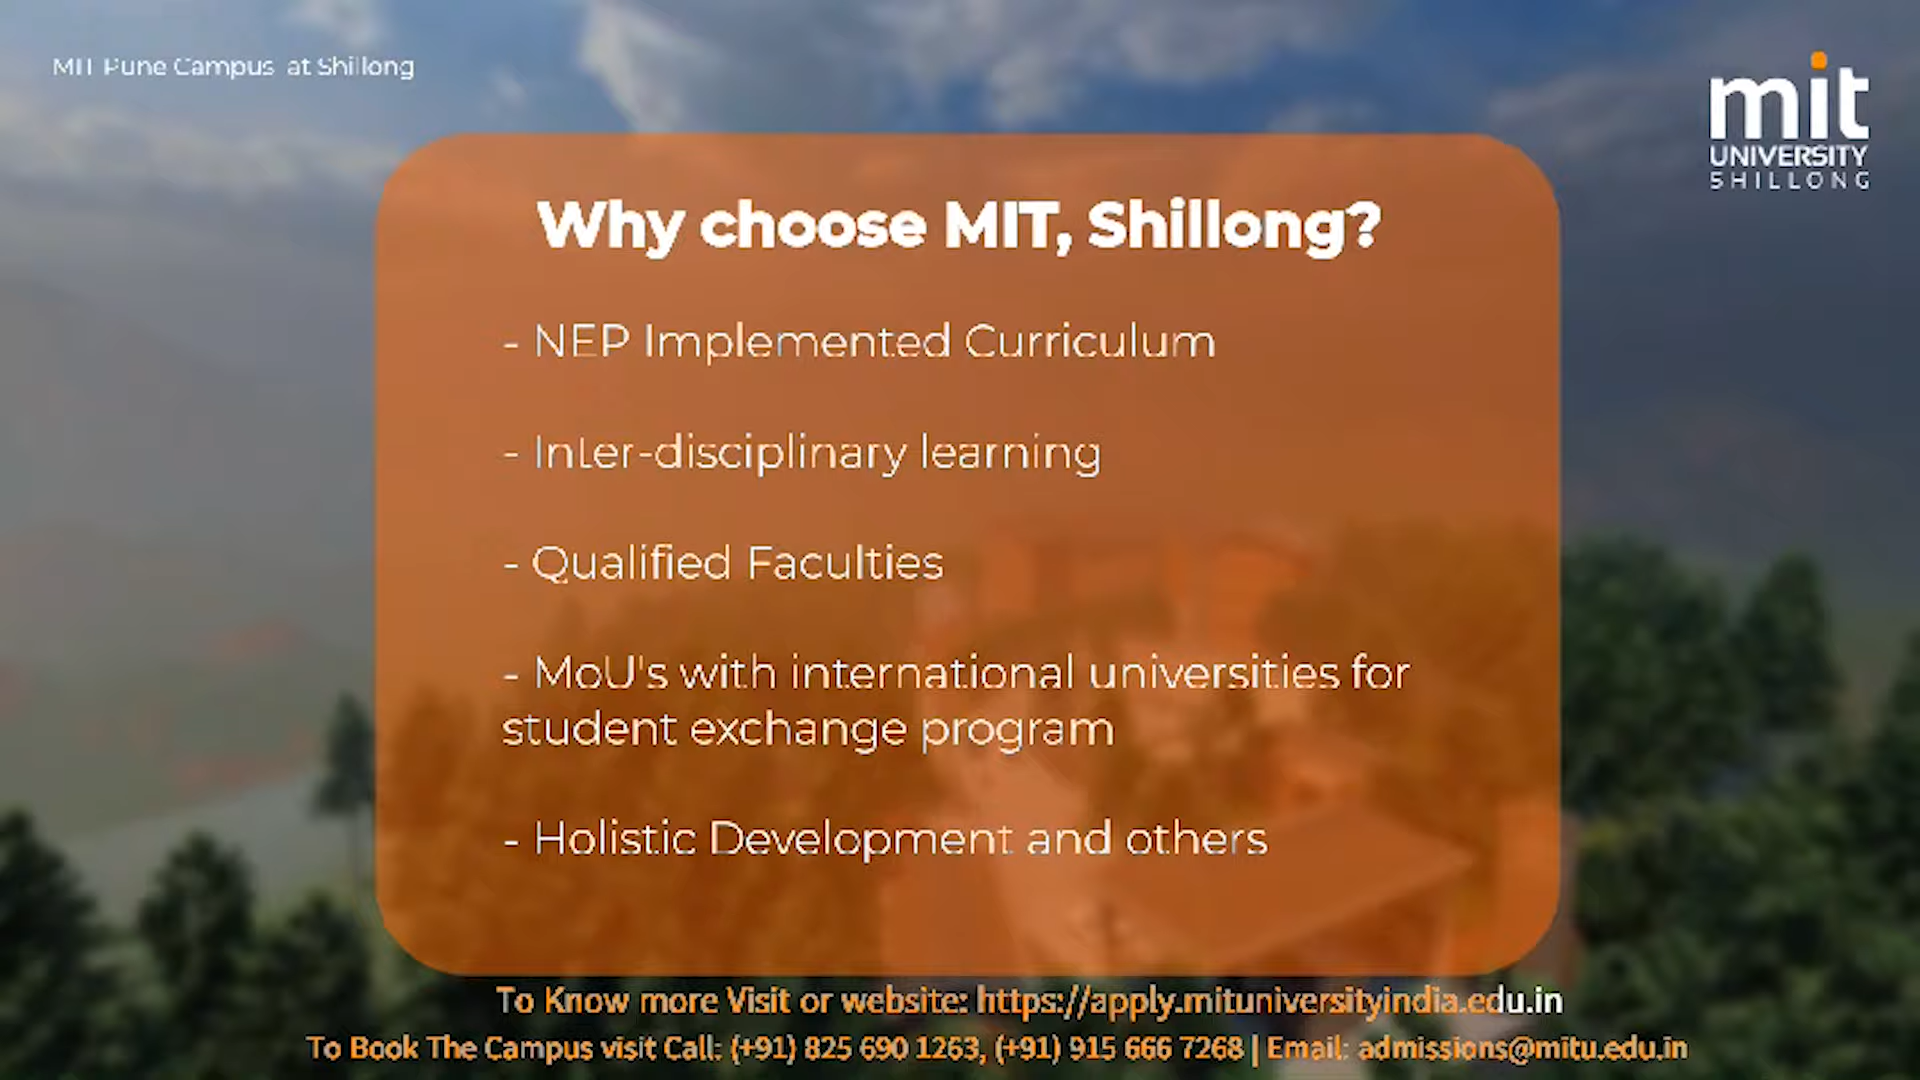 MIT Pune Campus at Shillong
mit
UNIVERSITY
SHILLONG
Why choose MIT, Shillong?
- NEP Implemented Curriculum
- Inter-disciplinary learning
- Qualified Faculties
- MoU's with international universities for
student exchange program
- Holistic Development and others
To Know more Visit or website: https://apply.mituniversityindia.edu.in
To Book The Campus visit Call: (+91) 825 690 1263, (+91) 915 666 7268 | Email: admissions@mitu.edu.in